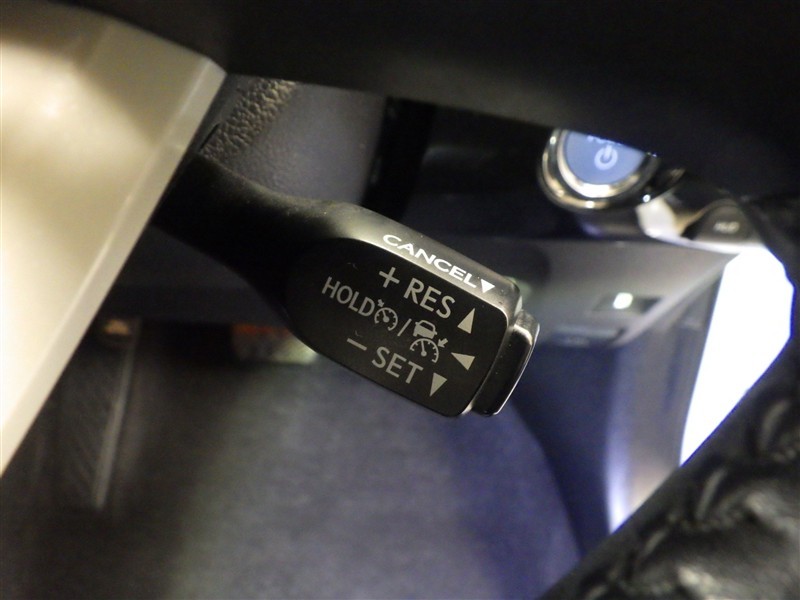 CANCEL▼
+ RES ▲
HOLD / ◀
− SET ▼